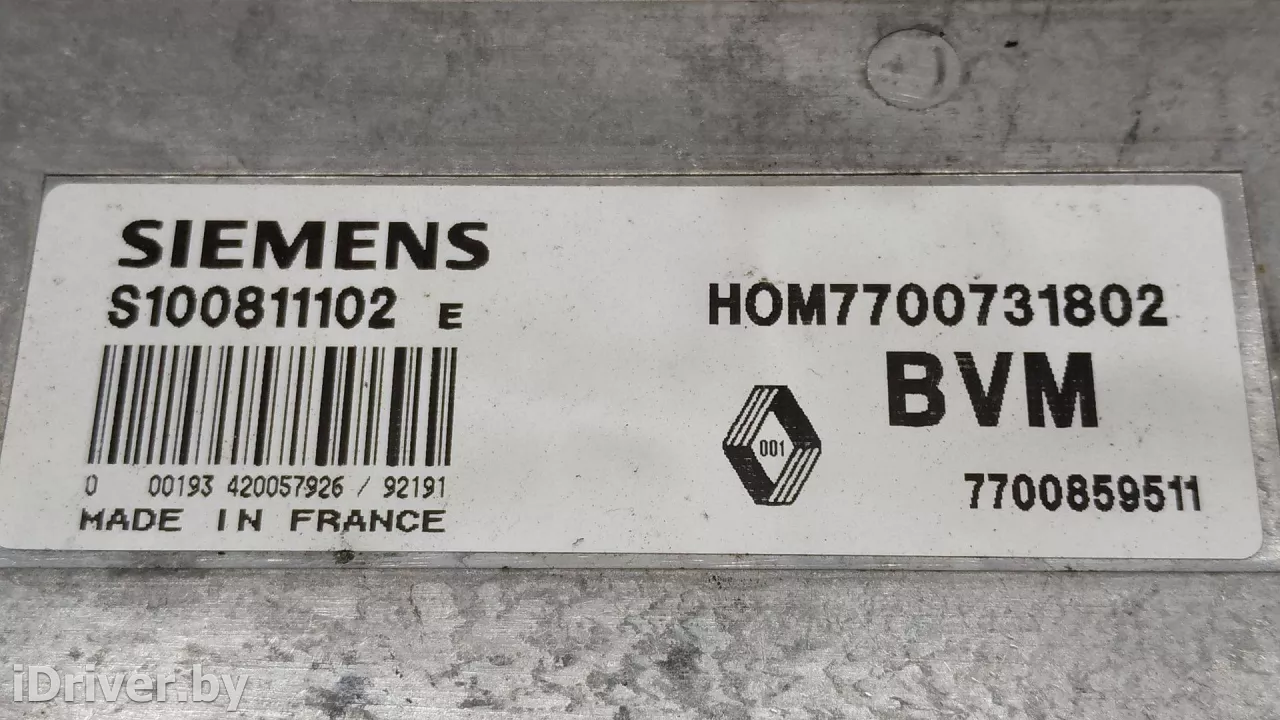 SIEMENS
S100811102 E
0 00193 420057926 / 92191
MADE IN FRANCE
HOM7700731802
BVM
001
7700859511
iDriver.by